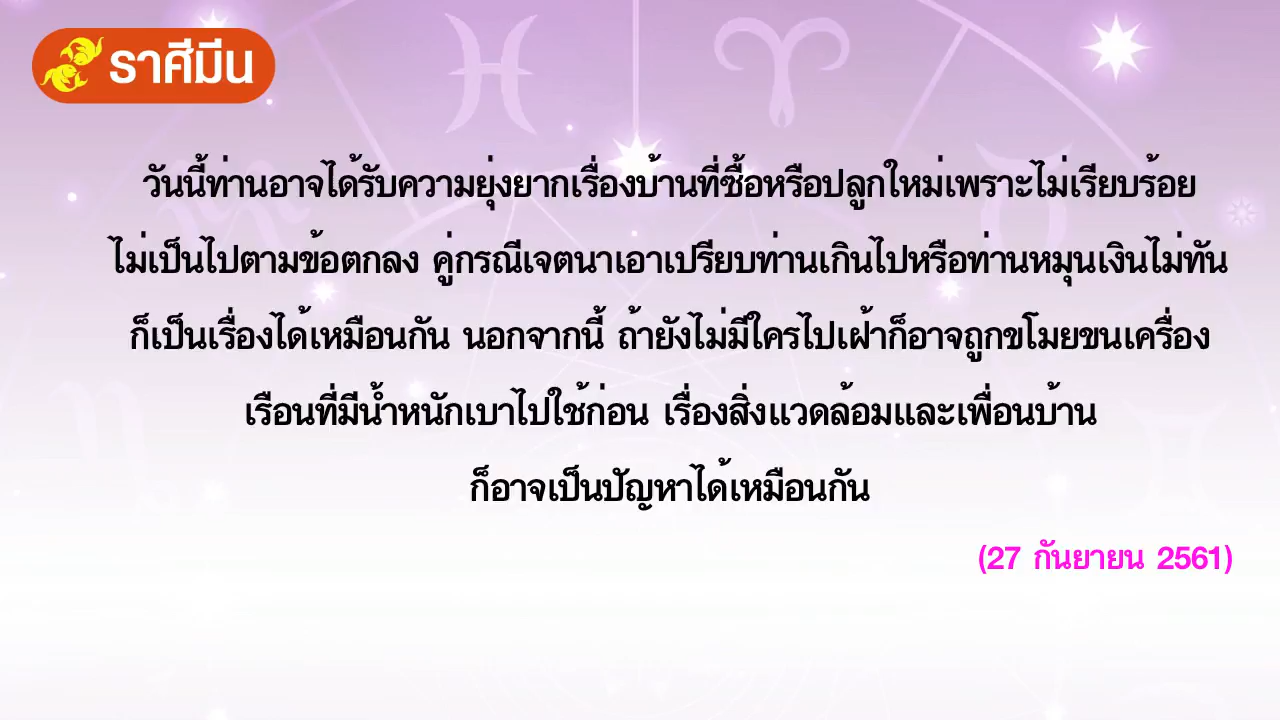 ราศีมีน
วันนี้ท่านอาจได้รับความยุ่งยากเรื่องบ้านที่ซื้อหรือปลูกใหม่เพราะไม่เรียบร้อย
ไม่เป็นไปตามข้อตกลง คู่กรณีเจตนาเอาเปรียบท่านเกินไปหรือท่านหมุนเงินไม่ทัน
ก็เป็นเรื่องได้เหมือนกัน นอกจากนี้ ถ้ายังไม่มีใครไปเฝ้าก็อาจถูกขโมยขนเครื่อง
เรือนที่มีน้ำหนักเบาไปใช้ก่อน เรื่องสิ่งแวดล้อมและเพื่อนบ้าน
ก็อาจเป็นปัญหาได้เหมือนกัน
(27 กันยายน 2561)